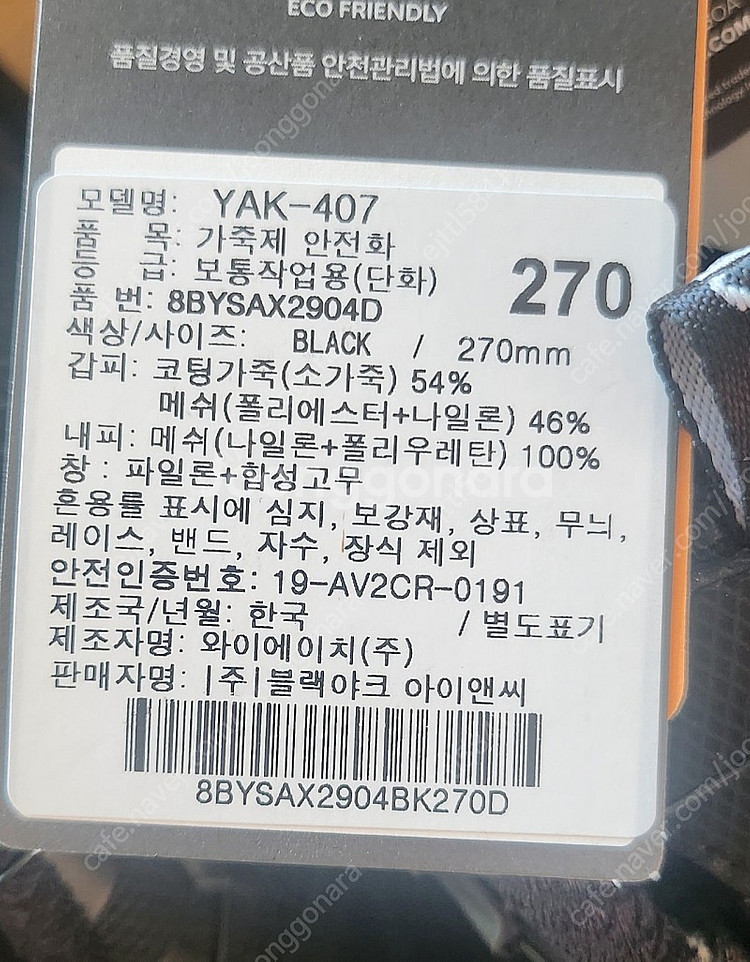 ECO FRIENDLY
품질경영 및 공산품 안전관리법에 의한 품질표시
모델명: YAK-407
품 목: 가죽제 안전화
등 급: 보통작업용(단화)
270
품 번: 8BYSAX2904D
색상/사이즈: BLACK / 270mm
갑피: 코팅가죽(소가죽) 54%
메쉬(폴리에스터+나일론) 46%
내피: 메쉬(나일론+폴리우레탄) 100%
창 : 파일론+합성고무
혼용률 표시에 심지, 보강재, 상표, 무늬,
레이스, 밴드, 자수, 장식 제외
안전인증번호: 19-AV2CR-0191
제조국/년월: 한국 / 별도표기
제조자명: 와이에이치(주)
판매자명: |주|블랙야크 아이앤씨
8BYSAX2904BK270D